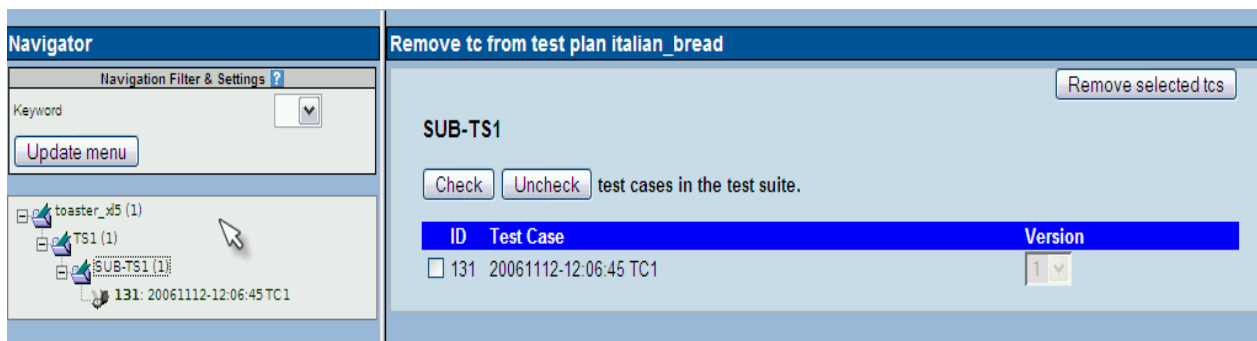 Navigator
Navigation Filter & Settings ?
Keyword
Update menu
toaster_xl5 (1)
TS1 (1)
SUB-TS1 (1)
131: 20061112-12:06:45 TC1
Remove tc from test plan italian_bread
Remove selected tcs
SUB-TS1
Check Uncheck test cases in the test suite.
ID Test Case Version
131 20061112-12:06:45 TC1 1